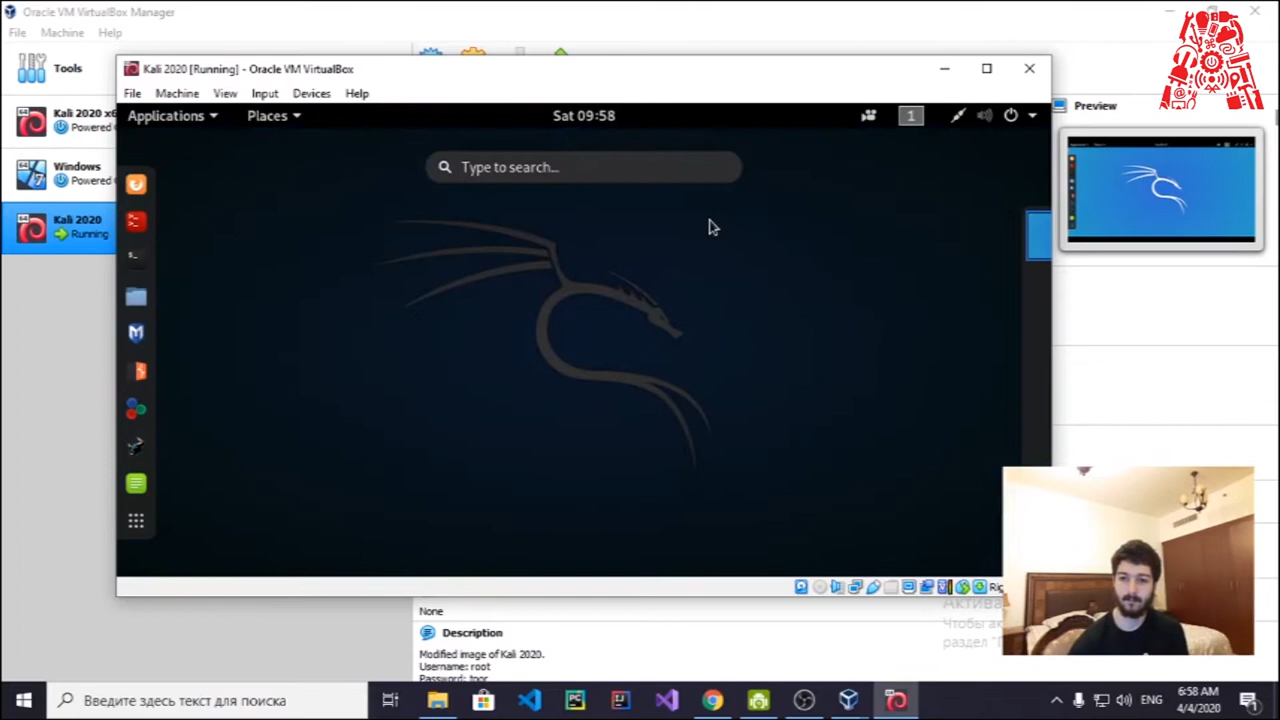 Oracle VM VirtualBox Manager
File Machine Help
Tools
Kali 2020 x6
Powered
Windows
Powered
Kali 2020
Running
Kali 2020 [Running] - Oracle VM VirtualBox
File Machine View Input Devices Help
Applications Places Sat 09:58 1
Type to search...
Preview
None
Description
Modified image of Kali 2020.
Username: root
Чтобы ак
раздел "П
Введите здесь текст для поиска
ENG
6:58 AM
4/4/2020